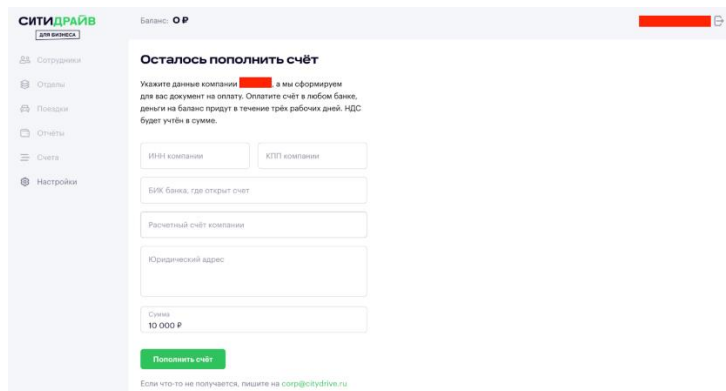 СИТИДРАЙВ
ДЛЯ БИЗНЕСА
Баланс: 0 ₽
Сотрудники
Отделы
Поездки
Отчёты
Счета
Настройки
Осталось пополнить счёт
Укажите данные компании , а мы сформируем
для вас документ на оплату. Оплатите счёт в любом банке,
деньги на баланс придут в течение трёх рабочих дней. НДС
будет учтён в сумме.
ИНН компании
КПП компании
БИК банка, где открыт счет
Расчетный счёт компании
Юридический адрес
Сумма
10 000 ₽
Пополнить счёт
Если что-то не получается, пишите на corp@citydrive.ru